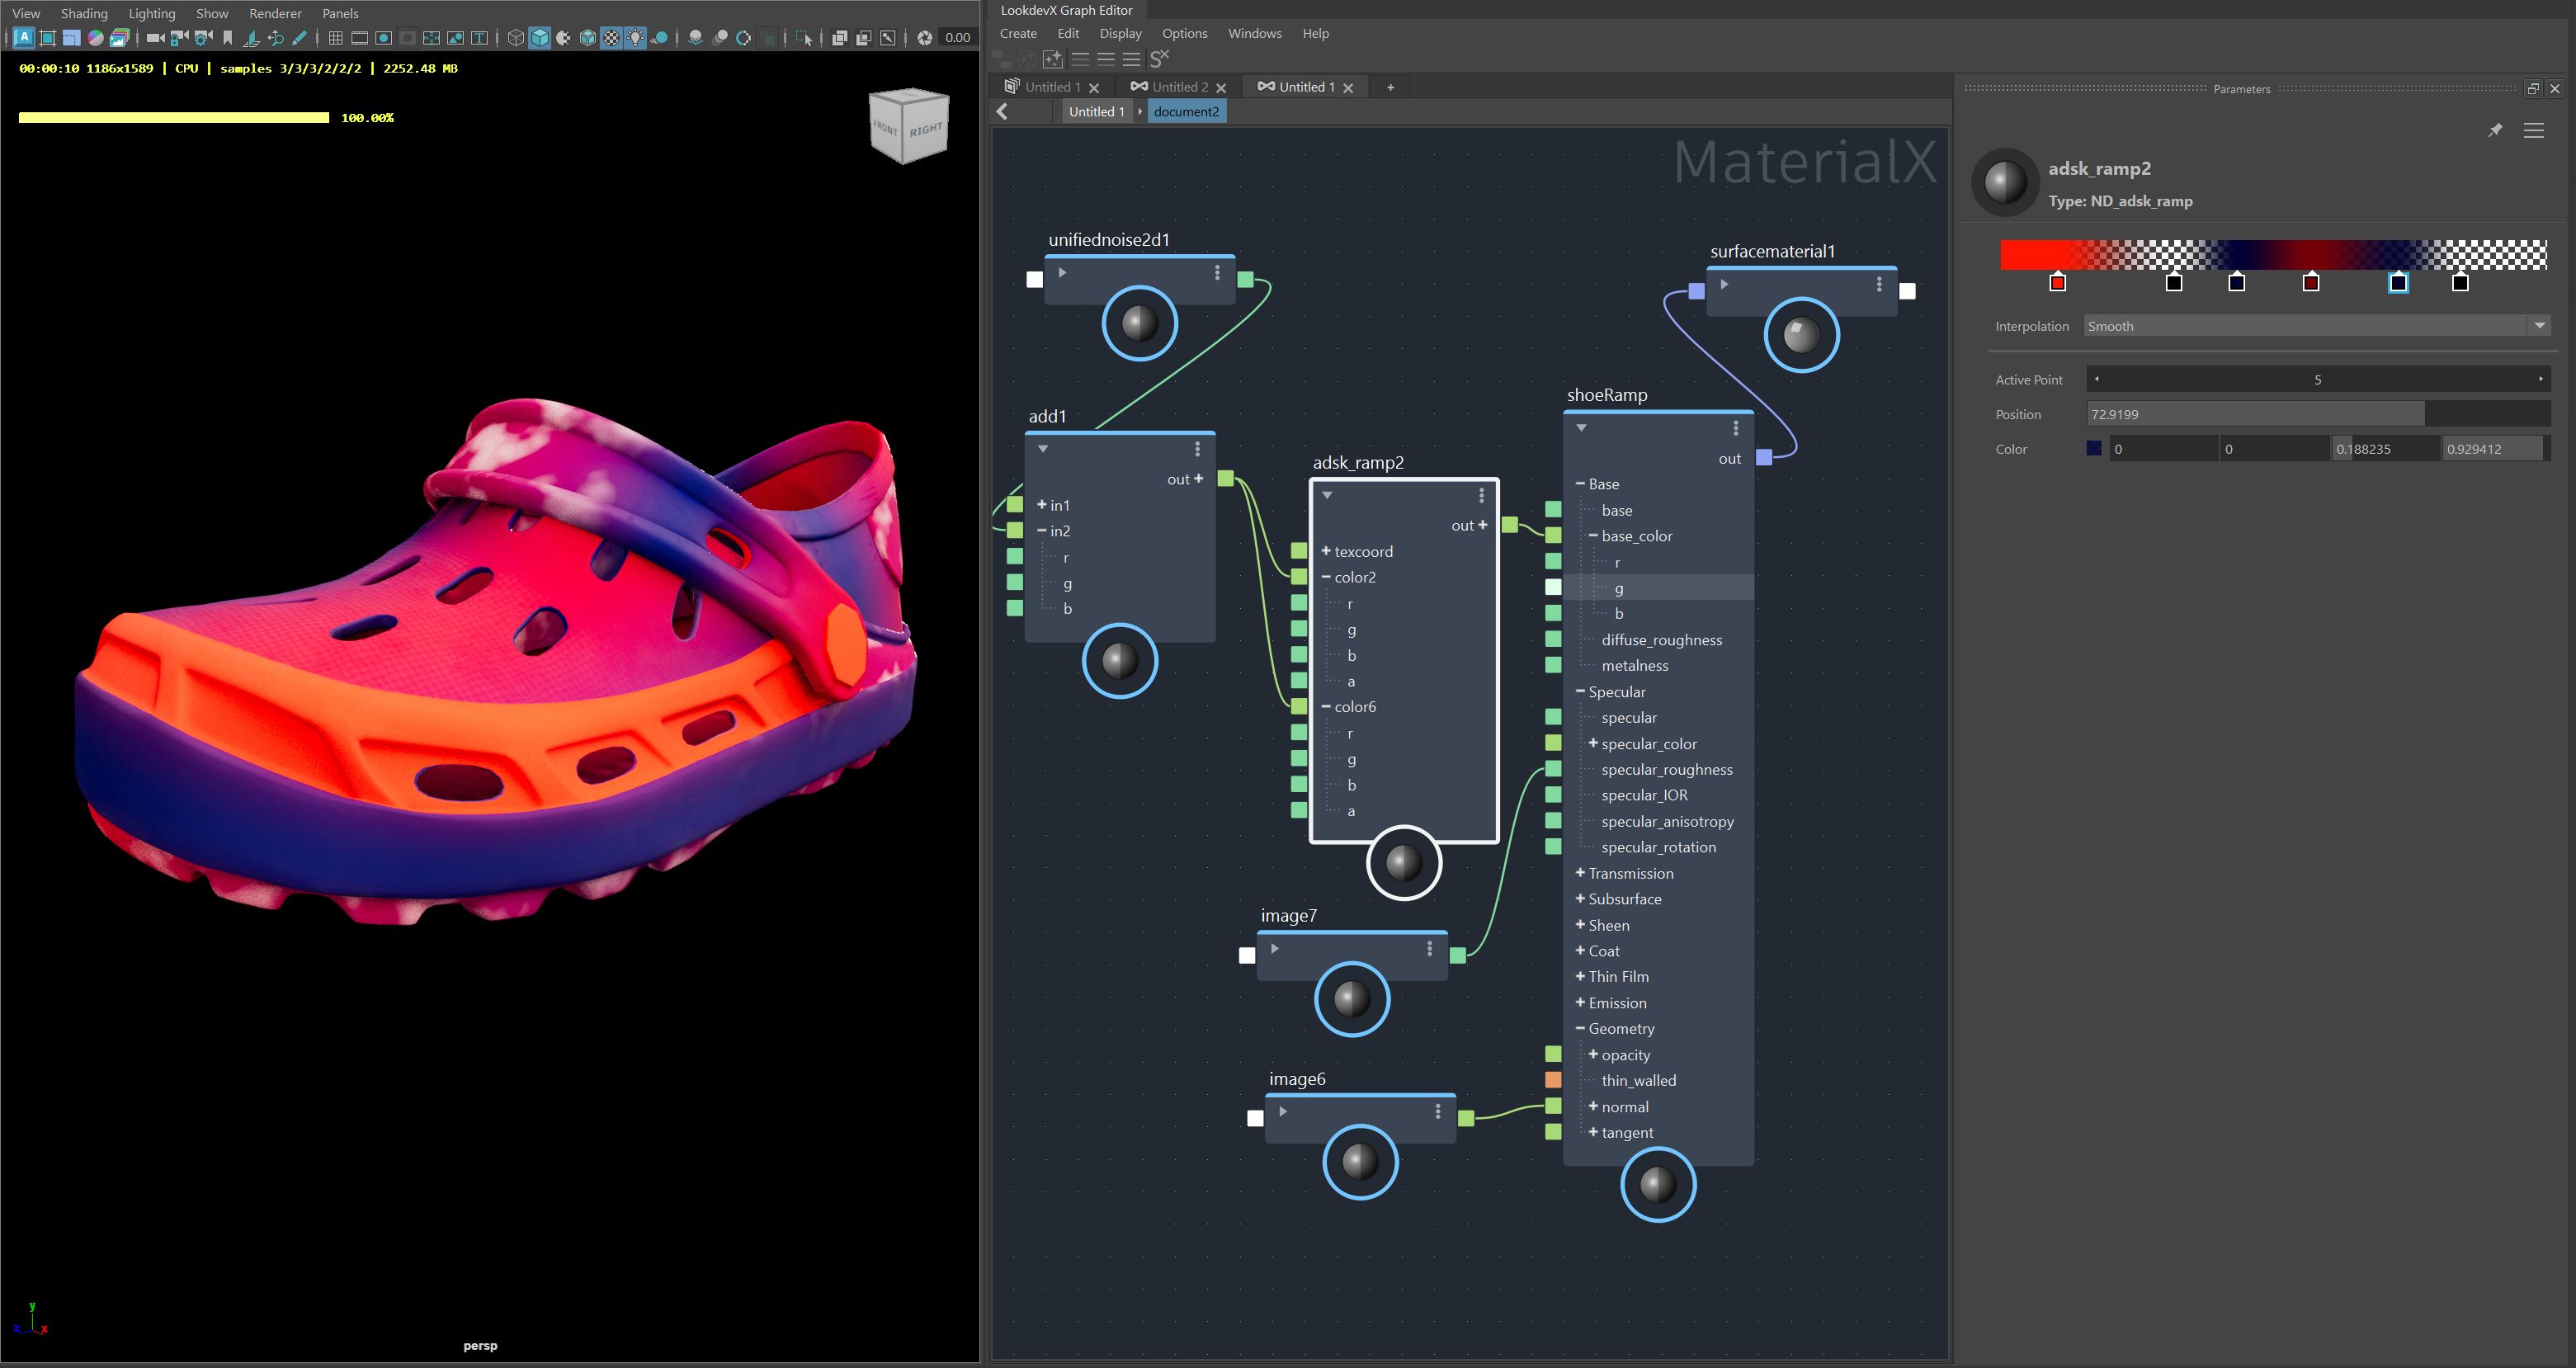 View Shading Lighting Show Renderer Panels
0.00
00:00:10 1186x1589 | CPU | samples 3/3/3/2/2/2 | 2252.48 MB
100.00%
FRONT RIGHT
y
z x
persp
LookdevX Graph Editor
Create Edit Display Options Windows Help
Untitled 1 Untitled 2 Untitled 1 +
Untitled 1 document2
MaterialX
unifiednoise2d1
surfacematerial1
add1
out +
+ in1
− in2
r
g
b
adsk_ramp2
out +
+ texcoord
− color2
r
g
b
a
− color6
r
g
b
a
image7
image6
shoeRamp
out
− Base
base
− base_color
r
g
b
diffuse_roughness
metalness
− Specular
specular
+ specular_color
specular_roughness
specular_IOR
specular_anisotropy
specular_rotation
+ Transmission
+ Subsurface
+ Sheen
+ Coat
+ Thin Film
+ Emission
− Geometry
+ opacity
thin_walled
+ normal
+ tangent
Parameters
adsk_ramp2
Type: ND_adsk_ramp
Interpolation Smooth
Active Point 5
Position 72.9199
Color 0 0 0.188235 0.929412